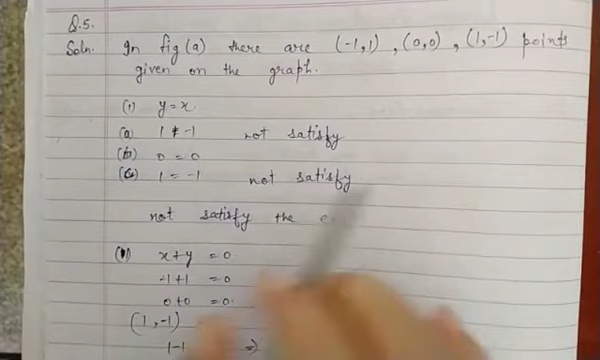 Q.5.
Soln. In fig (a) there are (-1,1), (0,0), (1,-1) points
given on the graph.
(i) y=x.
(a) 1 ≠ -1 not satisfy
(b) 0 = 0
(c) 1 = -1 not satisfy
not satisfy the
(ii) x+y = 0
-1+1 = 0
0+0 = 0.
(1,-1)
1-1 ⇒